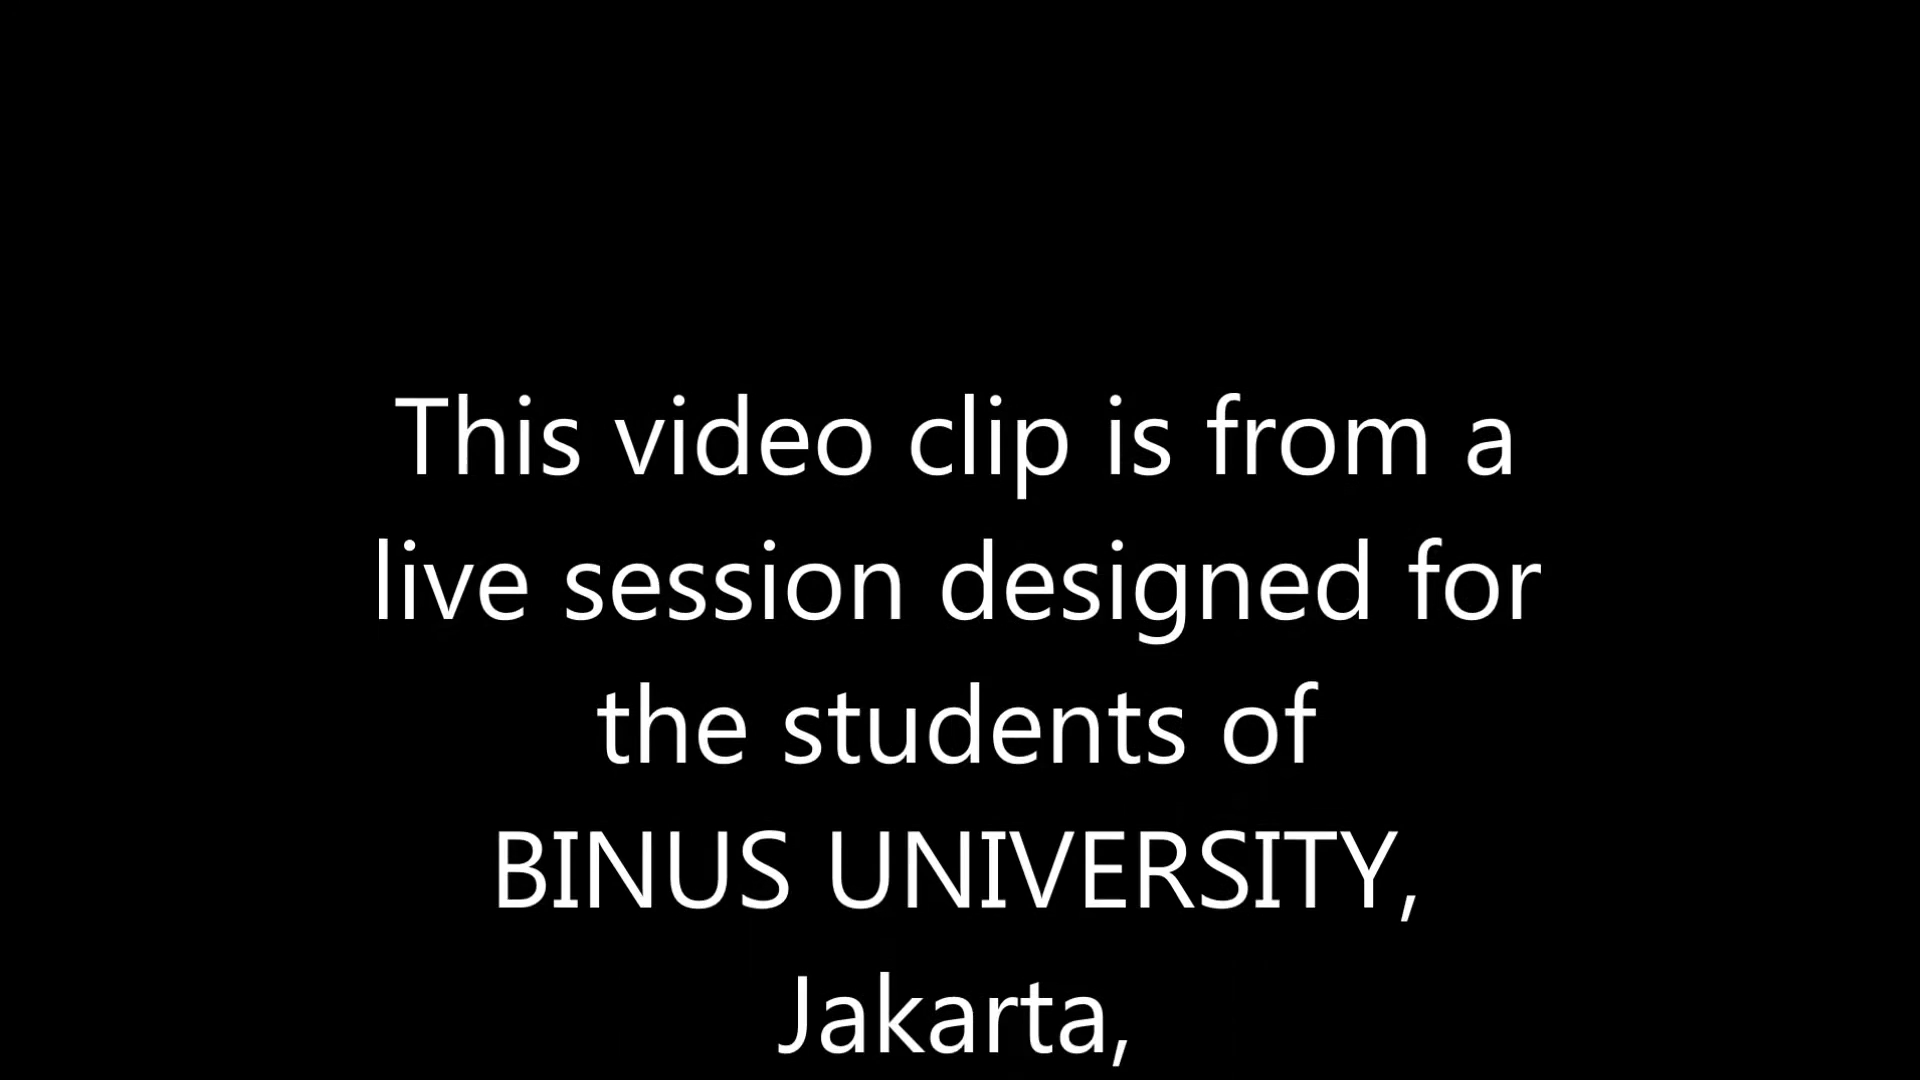 This video clip is from a
live session designed for
the students of
BINUS UNIVERSITY,
Jakarta,